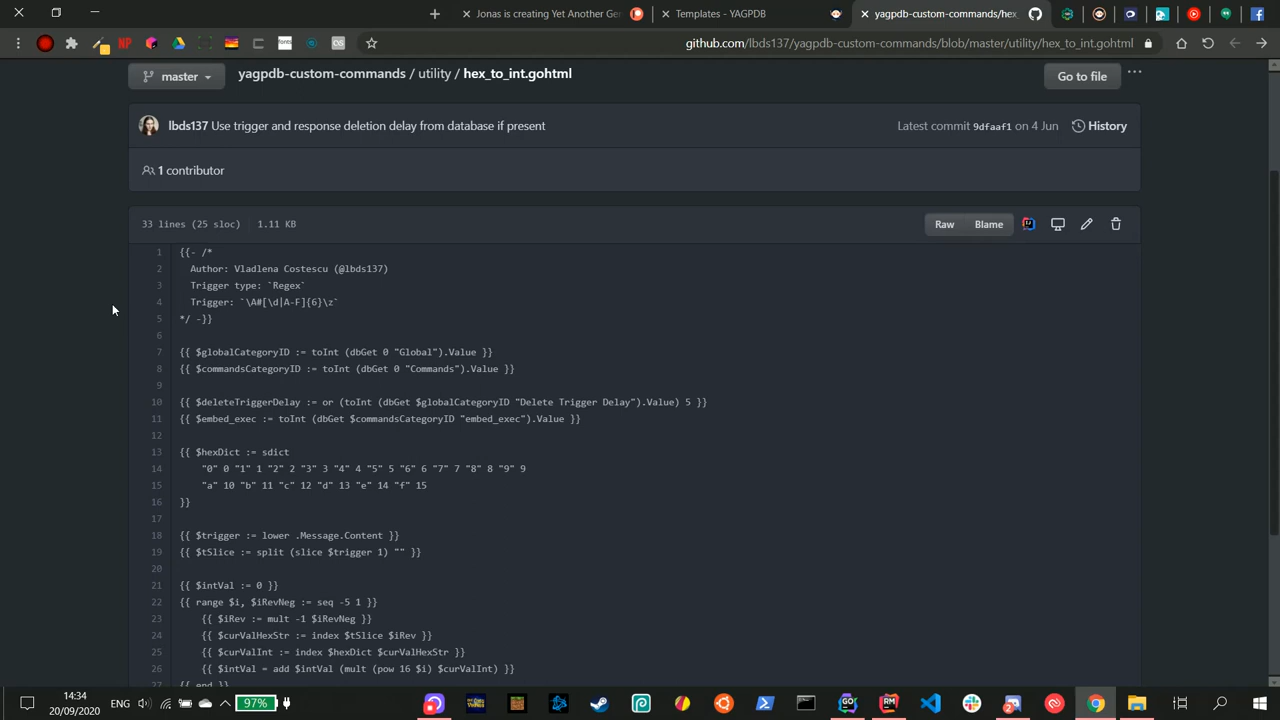 Jonas is creating Yet Another Ge
Templates - YAGPDB
yagpdb-custom-commands/hex_
NP
fonts
github.com/lbds137/yagpdb-custom-commands/blob/master/utility/hex_to_int.gohtml
master
yagpdb-custom-commands / utility / hex_to_int.gohtml
Go to file
lbds137 Use trigger and response deletion delay from database if present
Latest commit 9dfaaf1 on 4 Jun
History
1 contributor
33 lines (25 sloc)
1.11 KB
Raw
Blame
1 {{- /*
2 Author: Vladlena Costescu (@lbds137)
3 Trigger type: `Regex`
4 Trigger: `\A#[\d|A-F]{6}\z`
5 */ -}}
6
7 {{ $globalCategoryID := toInt (dbGet 0 "Global").Value }}
8 {{ $commandsCategoryID := toInt (dbGet 0 "Commands").Value }}
9
10 {{ $deleteTriggerDelay := or (toInt (dbGet $globalCategoryID "Delete Trigger Delay").Value) 5 }}
11 {{ $embed_exec := toInt (dbGet $commandsCategoryID "embed_exec").Value }}
12
13 {{ $hexDict := sdict
14 "0" 0 "1" 1 "2" 2 "3" 3 "4" 4 "5" 5 "6" 6 "7" 7 "8" 8 "9" 9
15 "a" 10 "b" 11 "c" 12 "d" 13 "e" 14 "f" 15
16 }}
17
18 {{ $trigger := lower .Message.Content }}
19 {{ $tSlice := split (slice $trigger 1) "" }}
20
21 {{ $intVal := 0 }}
22 {{ range $i, $iRevNeg := seq -5 1 }}
23 {{ $iRev := mult -1 $iRevNeg }}
24 {{ $curValHexStr := index $tSlice $iRev }}
25 {{ $curValInt := index $hexDict $curValHexStr }}
26 {{ $intVal = add $intVal (mult (pow 16 $i) $curValInt) }}
27 {{ end }}
14:34
20/09/2020
ENG
97%